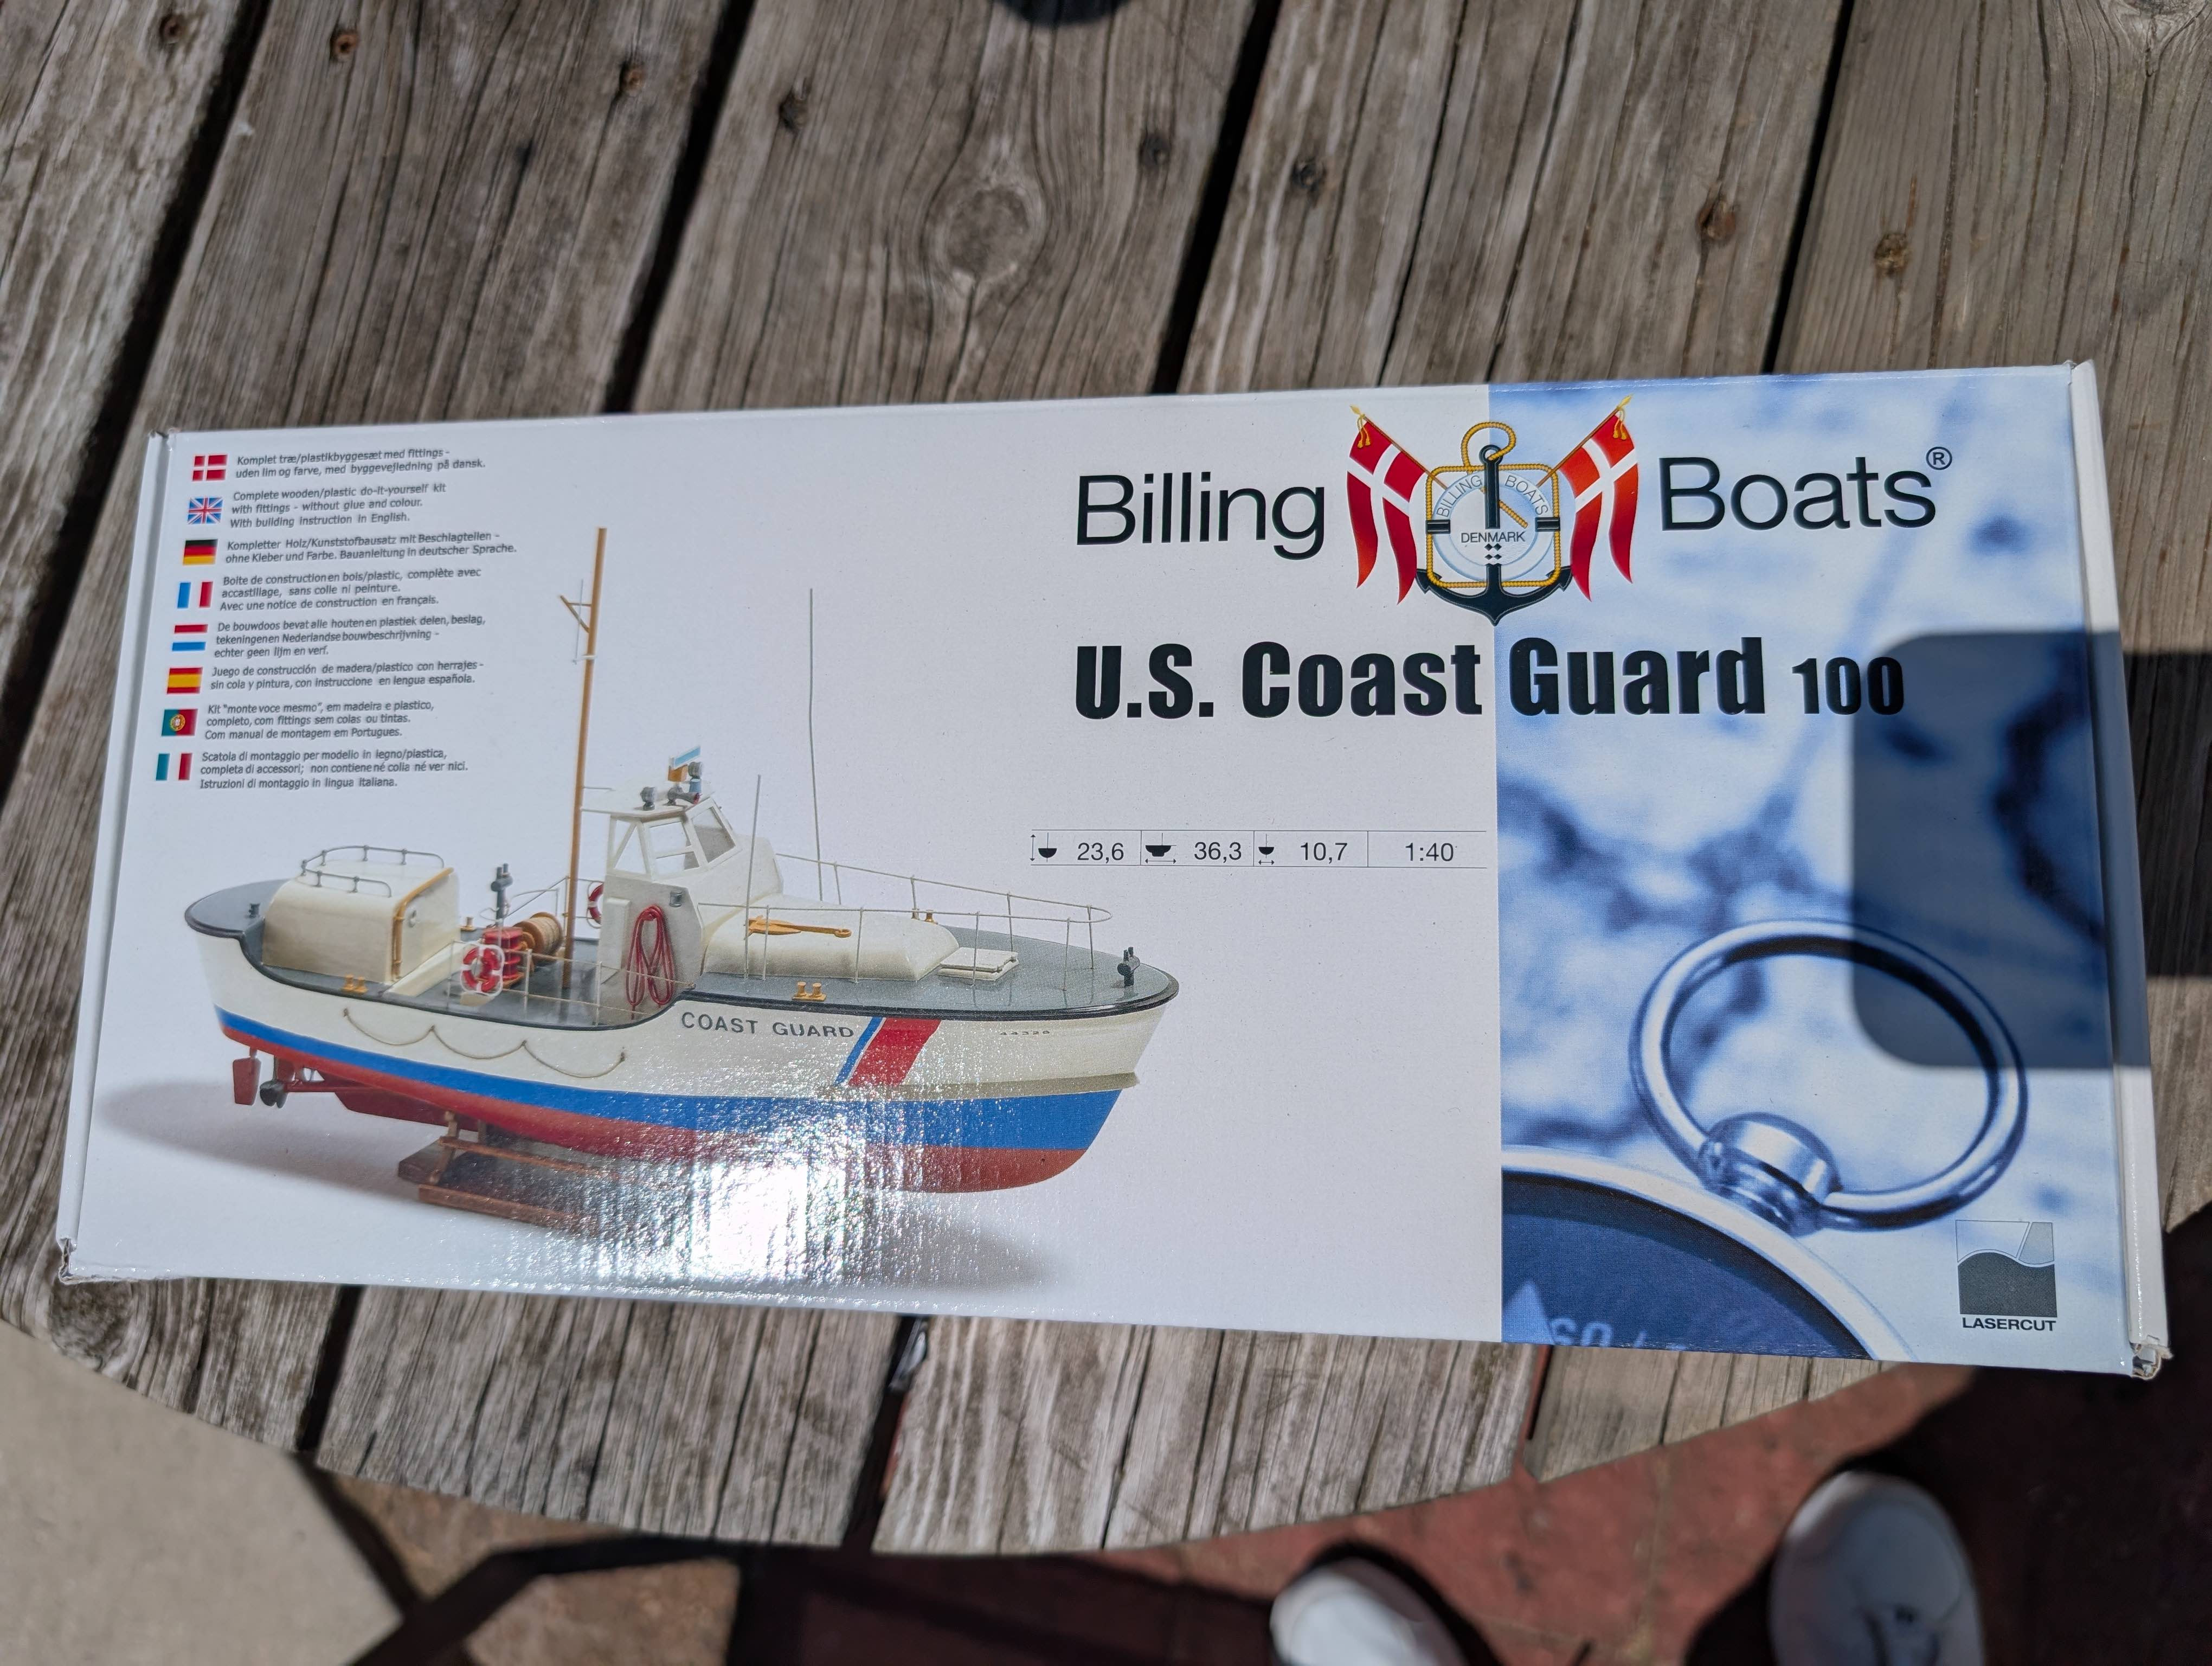 Komplet træ/plastikbyggesæt med fittings -
uden lim og farve, med byggevejledning på dansk.
Complete wooden/plastic do-it-yourself kit
with fittings - without glue and colour.
With building instruction in English.
Kompletter Holz/Kunststofbausatz mit Beschlagteilen -
ohne Kleber und Farbe. Bauanleitung in deutscher Sprache.
Boite de construction en bois/plastic, complète avec
accastillage, sans colle ni peinture.
Avec une notice de construction en français.
De bouwdoos bevat alle houten en plastiek delen, beslag,
tekeningen en Nederlandse bouwbeschrijvning -
echter geen lijm en verf.
Juego de construcción de madera/plastico con herrajes -
sin cola y pintura, con instruccione en lengua española.
Kit "monte voce mesmo", em madeira e plastico,
completo, com fittings sem colas ou tintas.
Com manual de montagem em Portugues.
Scatola di montaggio per modelio in legno/plastica,
completa di accessori; non contiene né colia né ver nici.
Istruzioni di montaggio in lingua italiana.
Billing Boats®
BILLING BOATS
DENMARK
U.S. Coast Guard 100
23,6 36,3 10,7 1:40
COAST GUARD
LASERCUT